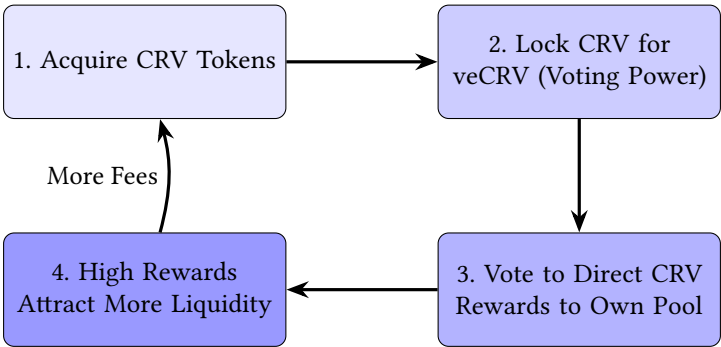 1. Acquire CRV Tokens
2. Lock CRV for
veCRV (Voting Power)
More Fees
4. High Rewards
Attract More Liquidity
3. Vote to Direct CRV
Rewards to Own Pool